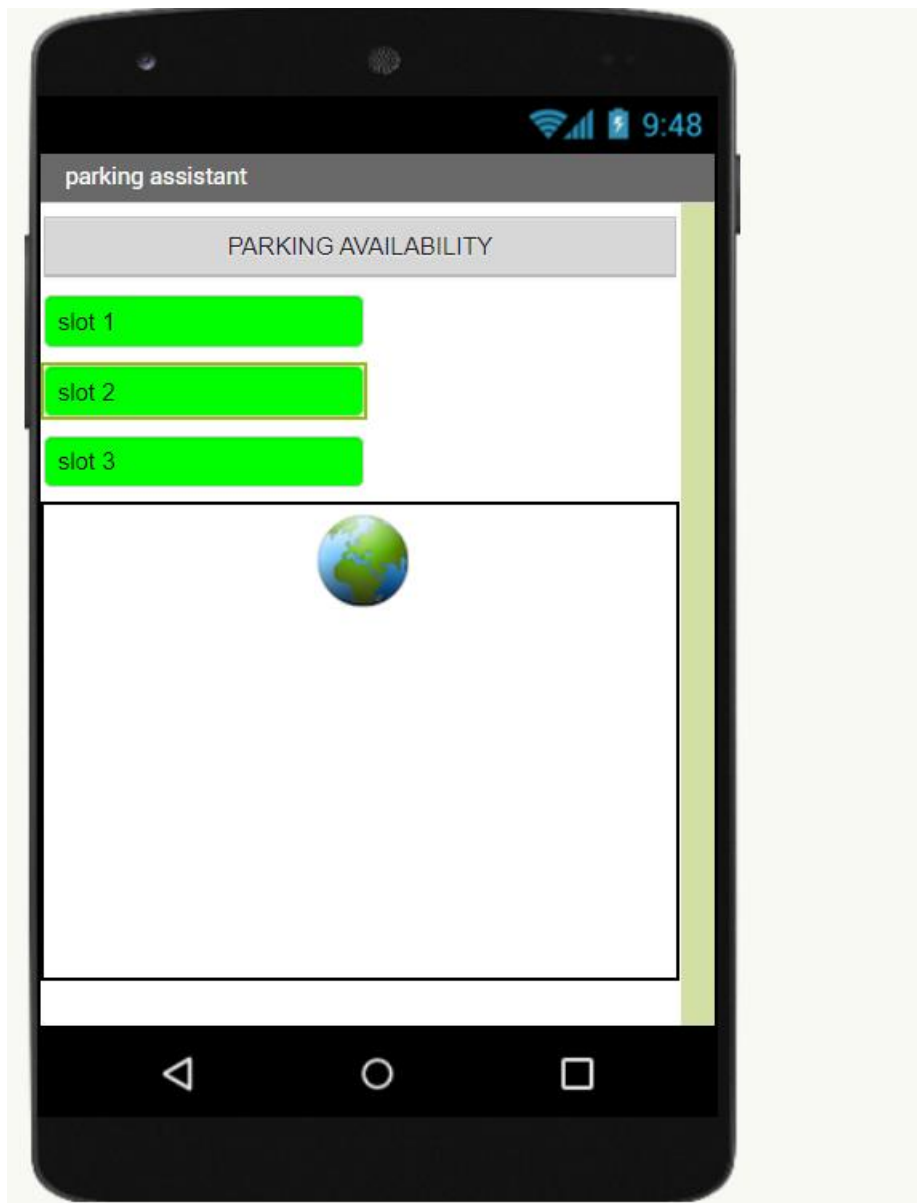 9:48
parking assistant
PARKING AVAILABILITY
slot 1
slot 2
slot 3